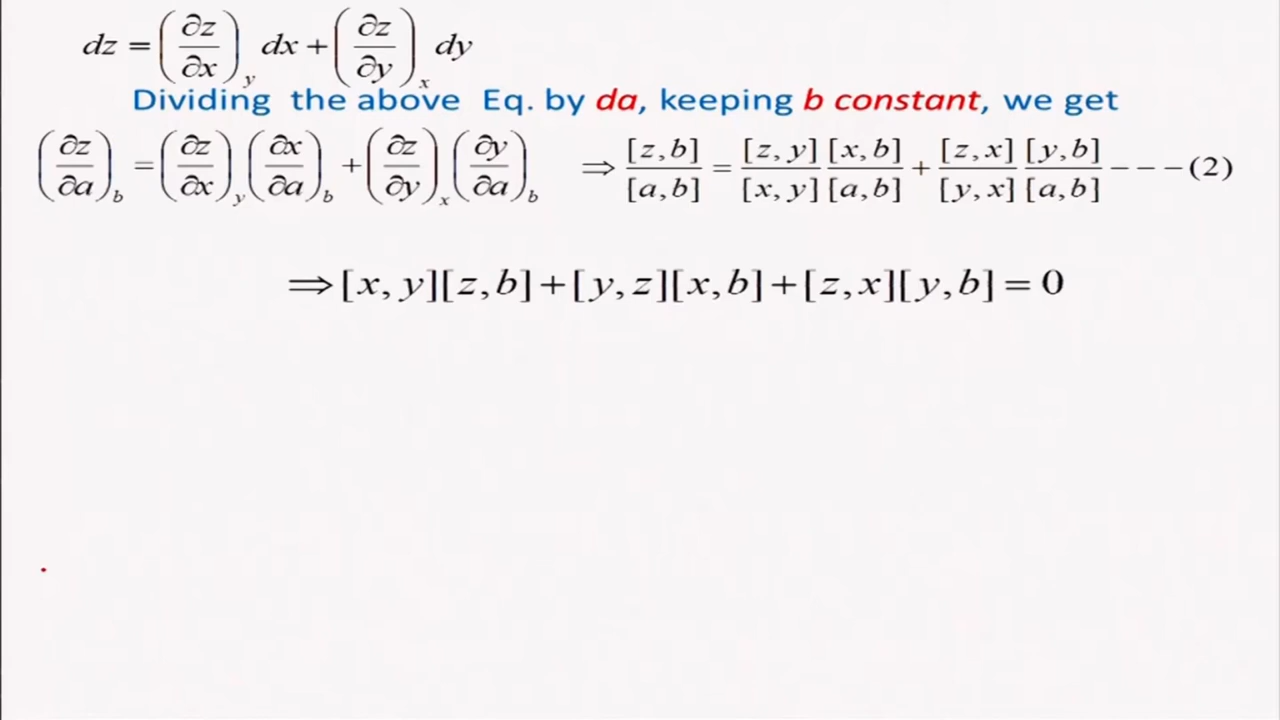 dz = (∂z/∂x)_y dx + (∂z/∂y)_x dy
Dividing the above Eq. by da, keeping b constant, we get
(∂z/∂a)_b = (∂z/∂x)_y (∂x/∂a)_b + (∂z/∂y)_x (∂y/∂a)_b ⇒ [z,b]/[a,b] = [z,y]/[x,y] [x,b]/[a,b] + [z,x]/[y,x] [y,b]/[a,b] ---- (2)
⇒ [x,y][z,b]+[y,z][x,b]+[z,x][y,b] = 0